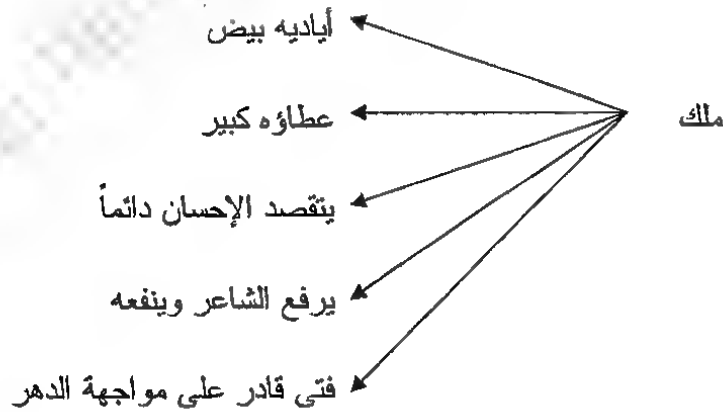 أياديه بيض
ملك
عطاؤه كبير
يتقصد الإحسان دائماً
يرفع الشاعر وينفعه
فتى قادر على مواجهة الدهر